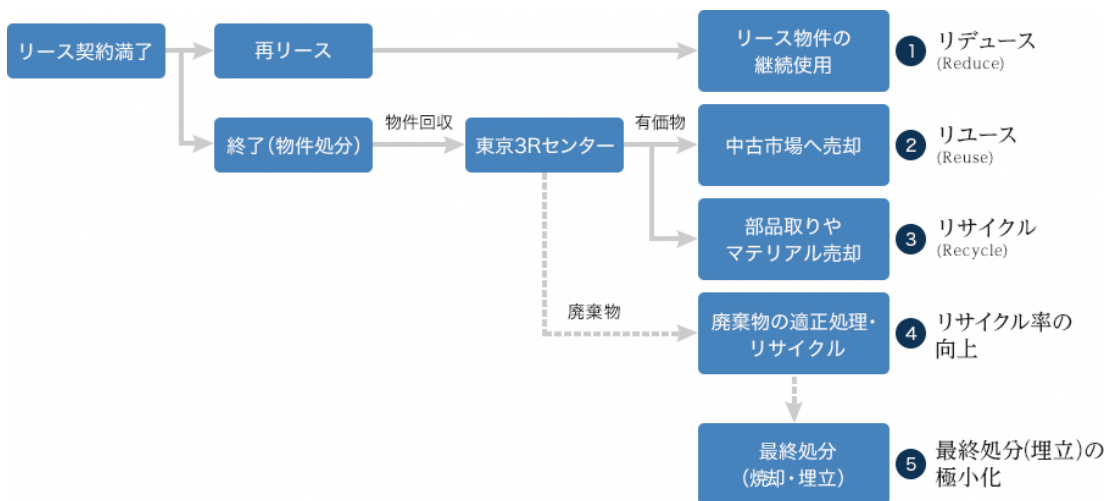 リース契約満了
再リース
リース物件の
継続使用
1
リデュース
(Reduce)
終了(物件処分)
物件回収
東京3Rセンター
有価物
中古市場へ売却
2
リユース
(Reuse)
部品取りや
マテリアル売却
3
リサイクル
(Recycle)
廃棄物
廃棄物の適正処理・
リサイクル
4
リサイクル率の
向上
最終処分
(焼却・埋立)
5
最終処分(埋立)の
極小化